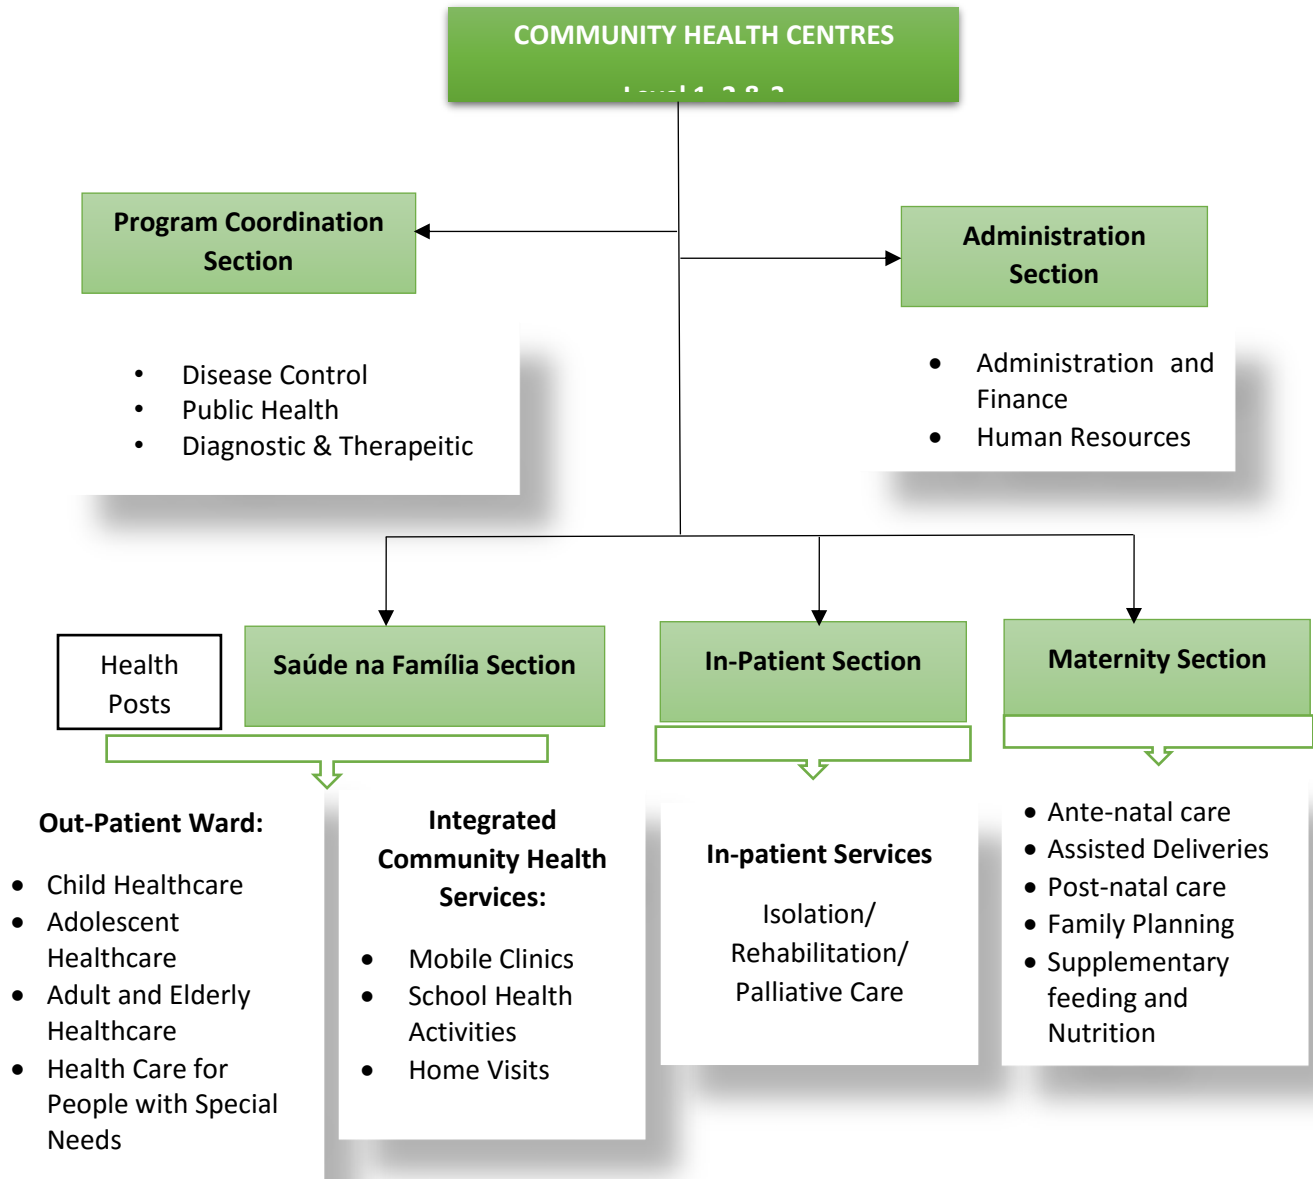 COMMUNITY HEALTH CENTRES
Program Coordination
Section
Administration
Section
• Disease Control
• Public Health
• Diagnostic & Therapeitic
• Administration and
Finance
• Human Resources
Health
Posts
Saúde na Família Section
In-Patient Section
Maternity Section
Out-Patient Ward:
• Child Healthcare
• Adolescent
Healthcare
• Adult and Elderly
Healthcare
• Health Care for
People with Special
Needs
Integrated
Community Health
Services:
• Mobile Clinics
• School Health
Activities
• Home Visits
In-patient Services
Isolation/
Rehabilitation/
Palliative Care
• Ante-natal care
• Assisted Deliveries
• Post-natal care
• Family Planning
• Supplementary
feeding and
Nutrition